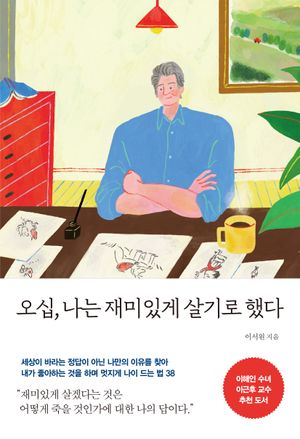 오십, 나는 재미있게 살기로 했다
이서원 지음
세상이 바라는 정답이 아닌 나만의 이유를 찾아
내가 좋아하는 것을 하며 멋지게 나이 드는 법 38
“재미있게 살겠다는 것은
어떻게 죽을 것인가에 대한 나의 답이다.”
이해인 수녀
이근후 교수
추천 도서